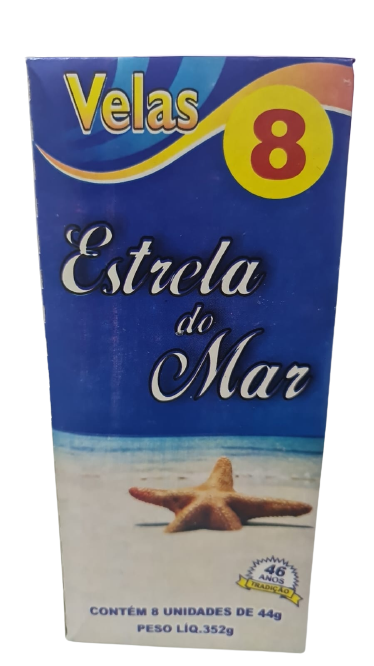 Velas
8
Estrela
do
Mar
46
ANOS
TRADIÇÃO
CONTÉM 8 UNIDADES DE 44g
PESO LÍQ.352g